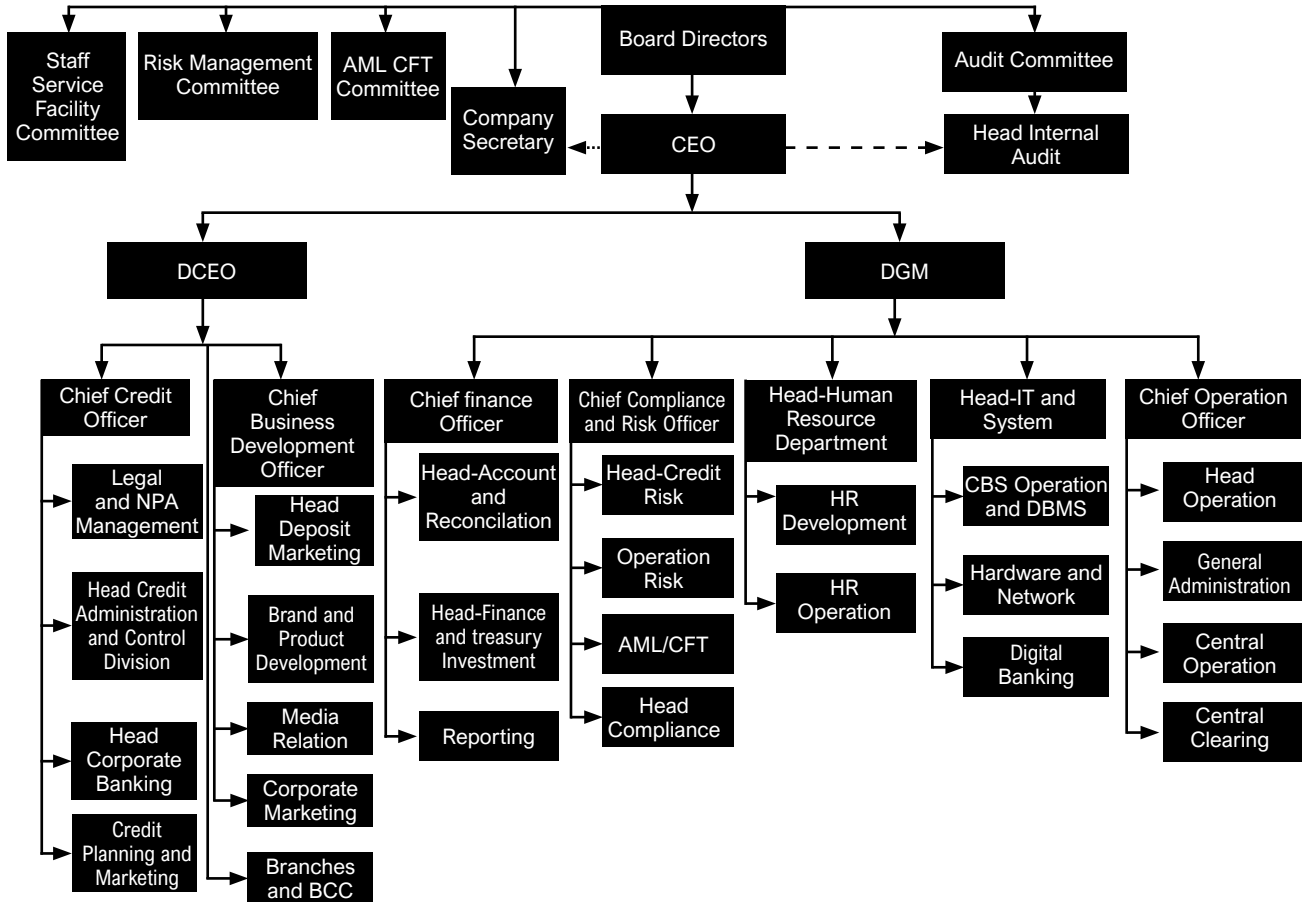 Board Directors
Staff
Service
Facility
Committee
Risk Management
Committee
AML CFT
Committee
Company
Secretary
Audit Committee
CEO
Head Internal
Audit
DCEO
DGM
Chief Credit
Officer
Chief
Business
Development
Officer
Chief finance
Officer
Chief Compliance
and Risk Officer
Head-Human
Resource
Department
Head-IT and
System
Chief Operation
Officer
Legal
and NPA
Management
Head Credit
Administration
and Control
Division
Head
Corporate
Banking
Credit
Planning and
Marketing
Head
Deposit
Marketing
Brand and
Product
Development
Media
Relation
Corporate
Marketing
Branches
and BCC
Head-Account
and
Reconcilation
Head-Finance
and treasury
Investment
Reporting
Head-Credit
Risk
Operation
Risk
AML/CFT
Head
Compliance
HR
Development
HR
Operation
CBS Operation
and DBMS
Hardware and
Network
Digital
Banking
Head
Operation
General
Administration
Central
Operation
Central
Clearing